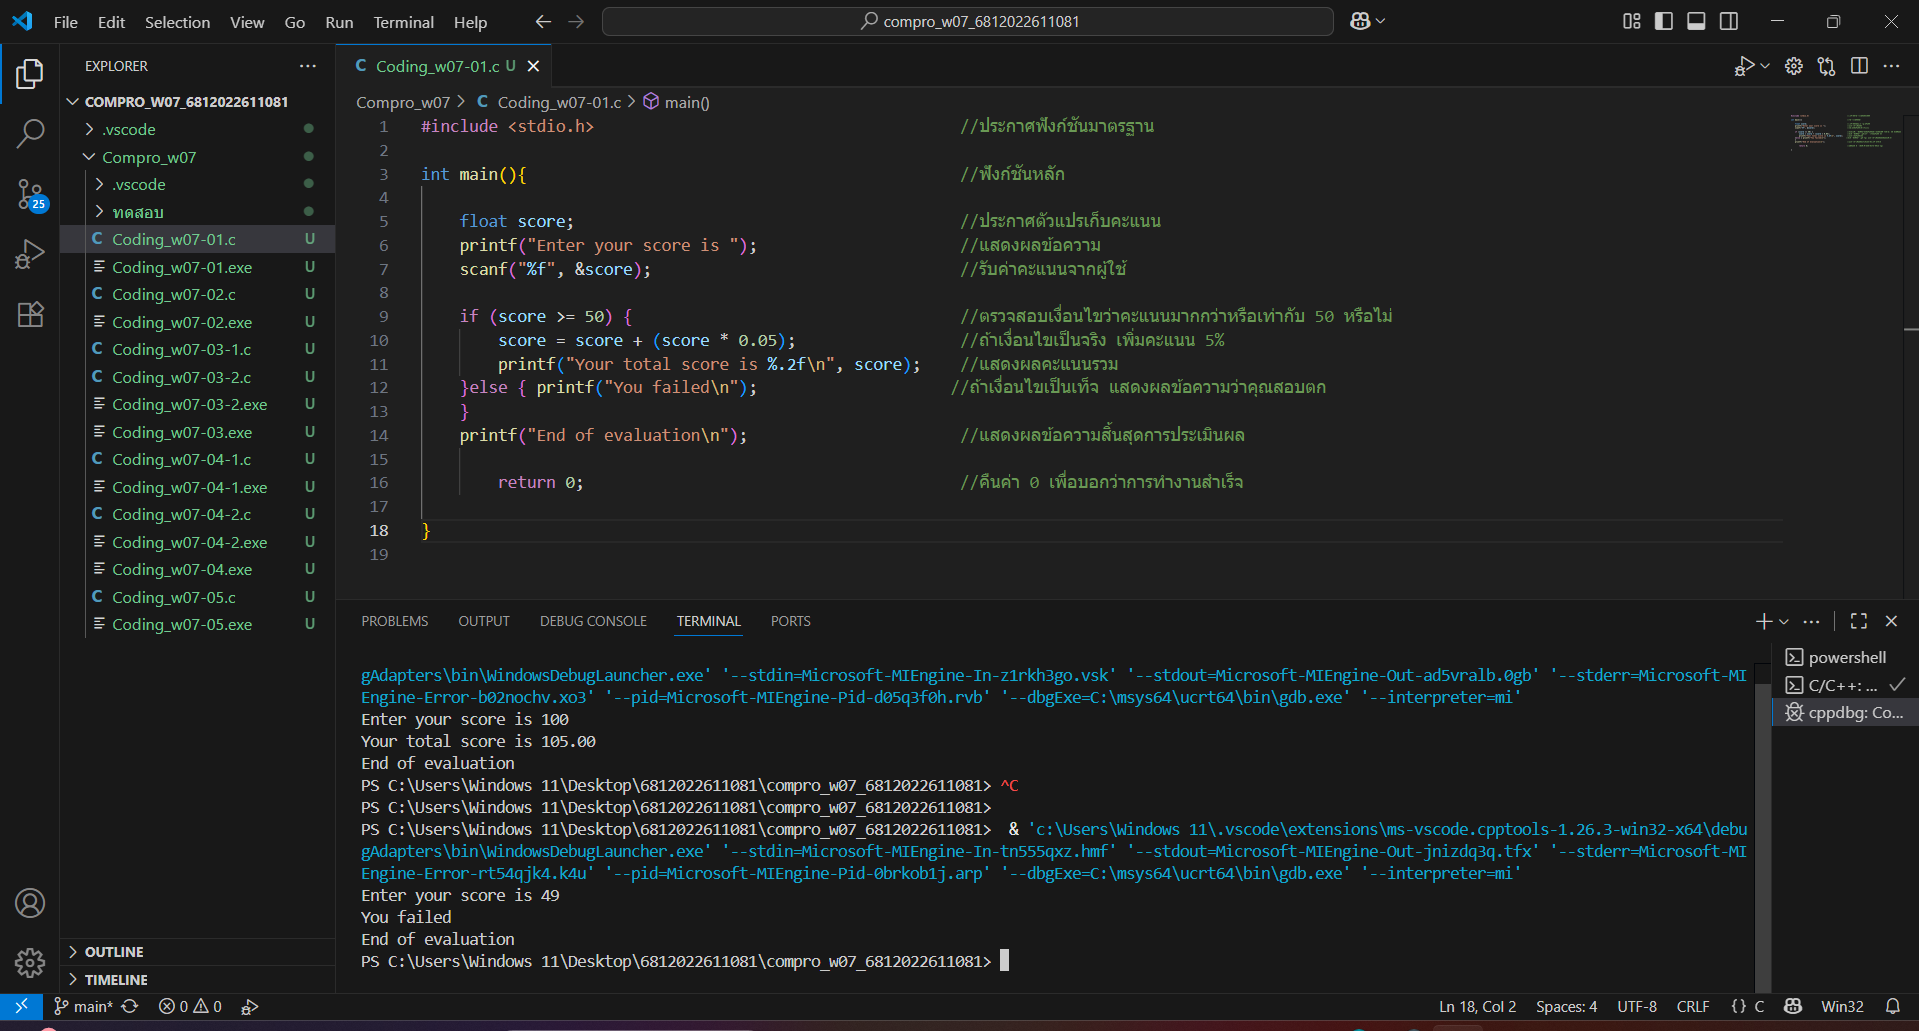 File Edit Selection View Go Run Terminal Help compro_w07_6812022611081
EXPLORER
COMPRO_W07_6812022611081
.vscode
Compro_w07
.vscode
ทดสอบ
Coding_w07-01.c U
Coding_w07-01.exe U
Coding_w07-02.c U
Coding_w07-02.exe U
Coding_w07-03-1.c U
Coding_w07-03-2.c U
Coding_w07-03-2.exe U
Coding_w07-03.exe U
Coding_w07-04-1.c U
Coding_w07-04-1.exe U
Coding_w07-04-2.c U
Coding_w07-04-2.exe U
Coding_w07-04.exe U
Coding_w07-05.c U
Coding_w07-05.exe U
OUTLINE
TIMELINE
25
C Coding_w07-01.c U
Compro_w07 > C Coding_w07-01.c > main()
1 #include <stdio.h> //ประกาศฟังก์ชันมาตรฐาน
2
3 int main(){ //ฟังก์ชันหลัก
4
5 float score; //ประกาศตัวแปรเก็บคะแนน
6 printf("Enter your score is "); //แสดงผลข้อความ
7 scanf("%f", &score); //รับค่าคะแนนจากผู้ใช้
8
9 if (score >= 50) { //ตรวจสอบเงื่อนไขว่าคะแนนมากกว่าหรือเท่ากับ 50 หรือไม่
10 score = score + (score * 0.05); //ถ้าเงื่อนไขเป็นจริง เพิ่มคะแนน 5%
11 printf("Your total score is %.2f\n", score); //แสดงผลคะแนนรวม
12 }else { printf("You failed\n"); //ถ้าเงื่อนไขเป็นเท็จ แสดงผลข้อความว่าคุณสอบตก
13 }
14 printf("End of evaluation\n"); //แสดงผลข้อความสิ้นสุดการประเมินผล
15
16 return 0; //คืนค่า 0 เพื่อบอกว่าการทำงานสำเร็จ
17
18 }
19
PROBLEMS OUTPUT DEBUG CONSOLE TERMINAL PORTS
gAdapters\bin\WindowsDebugLauncher.exe' '--stdin=Microsoft-MIEngine-In-z1rkh3go.vsk' '--stdout=Microsoft-MIEngine-Out-ad5vralb.0gb' '--stderr=Microsoft-MI
Engine-Error-b02nochv.xo3' '--pid=Microsoft-MIEngine-Pid-d05q3f0h.rvb' '--dbgExe=C:\msys64\ucrt64\bin\gdb.exe' '--interpreter=mi'
Enter your score is 100
Your total score is 105.00
End of evaluation
PS C:\Users\Windows 11\Desktop\6812022611081\compro_w07_6812022611081> ^C
PS C:\Users\Windows 11\Desktop\6812022611081\compro_w07_6812022611081>
PS C:\Users\Windows 11\Desktop\6812022611081\compro_w07_6812022611081> & 'c:\Users\Windows 11\.vscode\extensions\ms-vscode.cpptools-1.26.3-win32-x64\debu
gAdapters\bin\WindowsDebugLauncher.exe' '--stdin=Microsoft-MIEngine-In-tn555qxz.hmf' '--stdout=Microsoft-MIEngine-Out-jnizdq3q.tfx' '--stderr=Microsoft-MI
Engine-Error-rt54qjk4.k4u' '--pid=Microsoft-MIEngine-Pid-0brkob1j.arp' '--dbgExe=C:\msys64\ucrt64\bin\gdb.exe' '--interpreter=mi'
Enter your score is 49
You failed
End of evaluation
PS C:\Users\Windows 11\Desktop\6812022611081\compro_w07_6812022611081>
powershell
C/C++: ...
cppdbg: Co...
main* 0 0 Ln 18, Col 2 Spaces: 4 UTF-8 CRLF {} C Win32